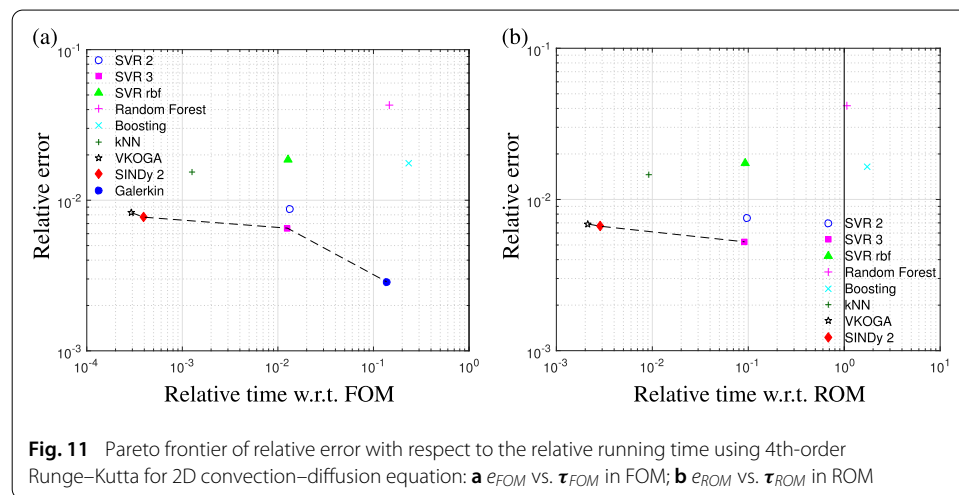 (a)
10^-1
SVR 2
SVR 3
SVR rbf
Random Forest
Boosting
kNN
VKOGA
SINDy 2
Galerkin
Relative error
10^-2
10^-3
10^-4
10^-3
10^-2
10^-1
10^0
Relative time w.r.t. FOM
(b)
10^-1
Relative error
10^-2
10^-3
SVR 2
SVR 3
SVR rbf
Random Forest
Boosting
kNN
VKOGA
SINDy 2
10^-3
10^-2
10^-1
10^0
10^1
Relative time w.r.t. ROM
Fig. 11 Pareto frontier of relative error with respect to the relative running time using 4th-order
Runge–Kutta for 2D convection–diffusion equation: a e_FOM vs. τ_FOM in FOM; b e_ROM vs. τ_ROM in ROM